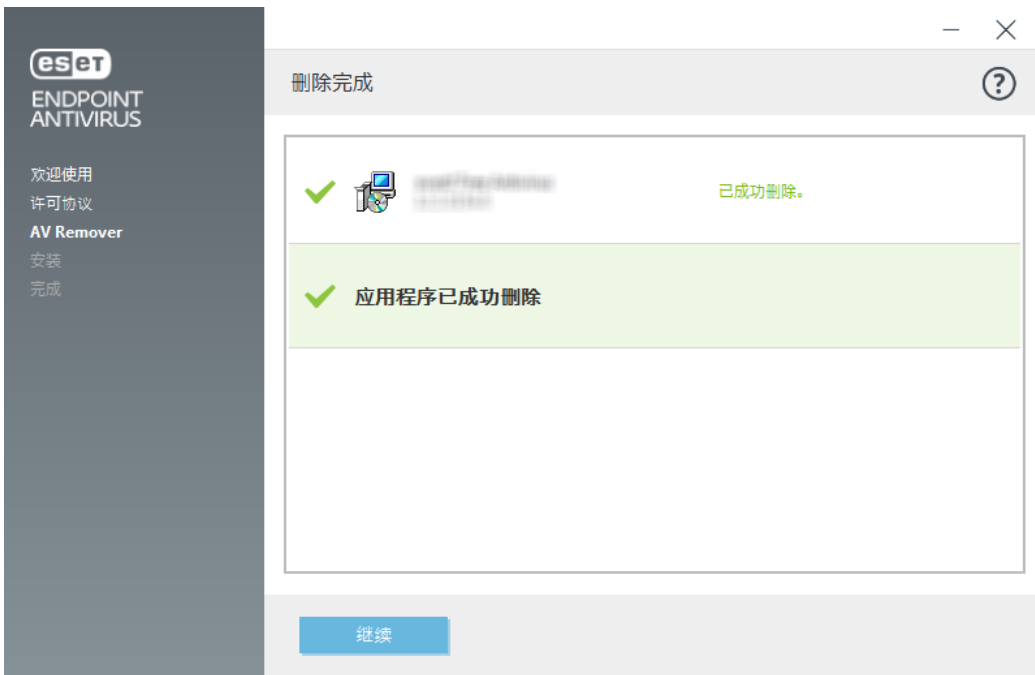 eset
ENDPOINT
ANTIVIRUS
欢迎使用
许可协议
AV Remover
安装
完成
删除完成
?
已成功删除。
应用程序已成功删除
继续